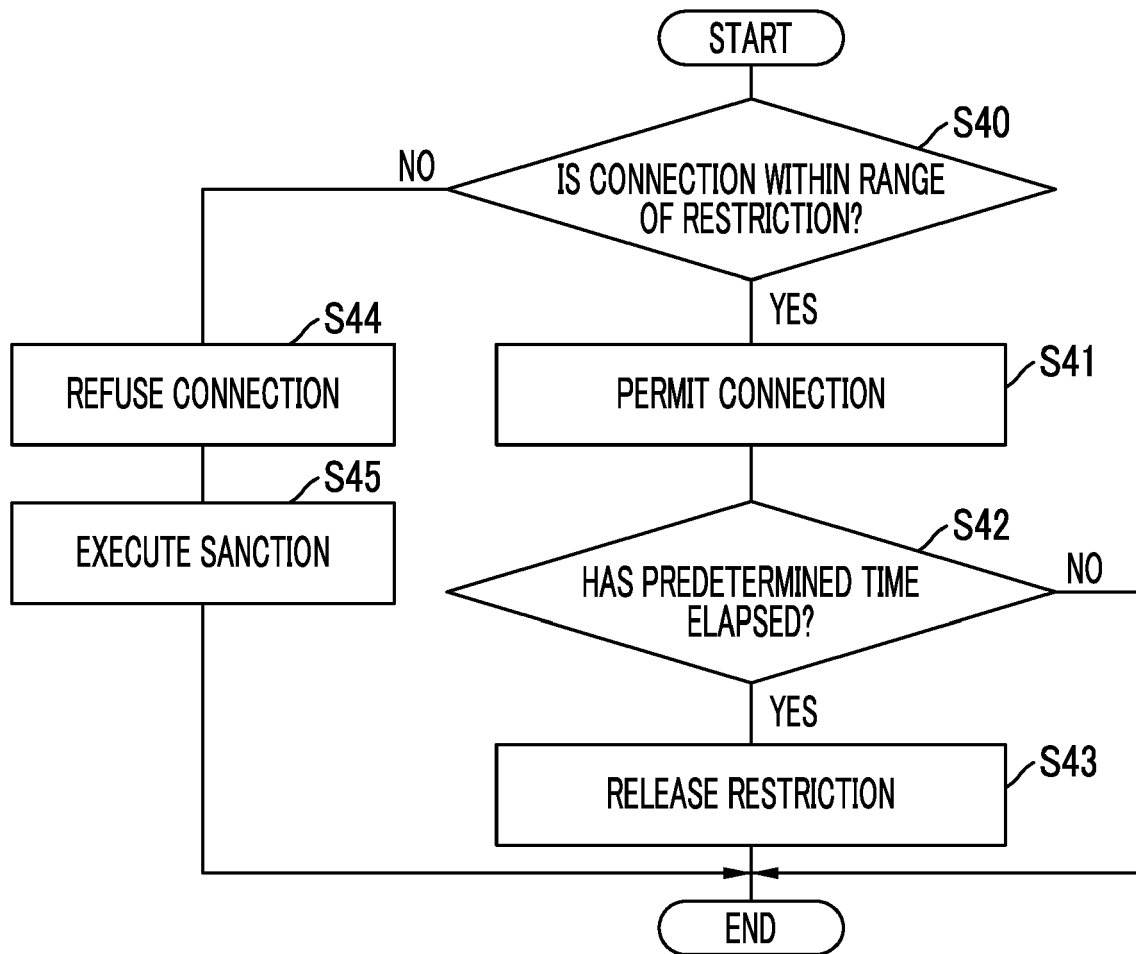 START
S40
NO
IS CONNECTION WITHIN RANGE
OF RESTRICTION?
YES
S44
REFUSE CONNECTION
S41
PERMIT CONNECTION
S45
EXECUTE SANCTION
S42
NO
HAS PREDETERMINED TIME
ELAPSED?
YES
S43
RELEASE RESTRICTION
END